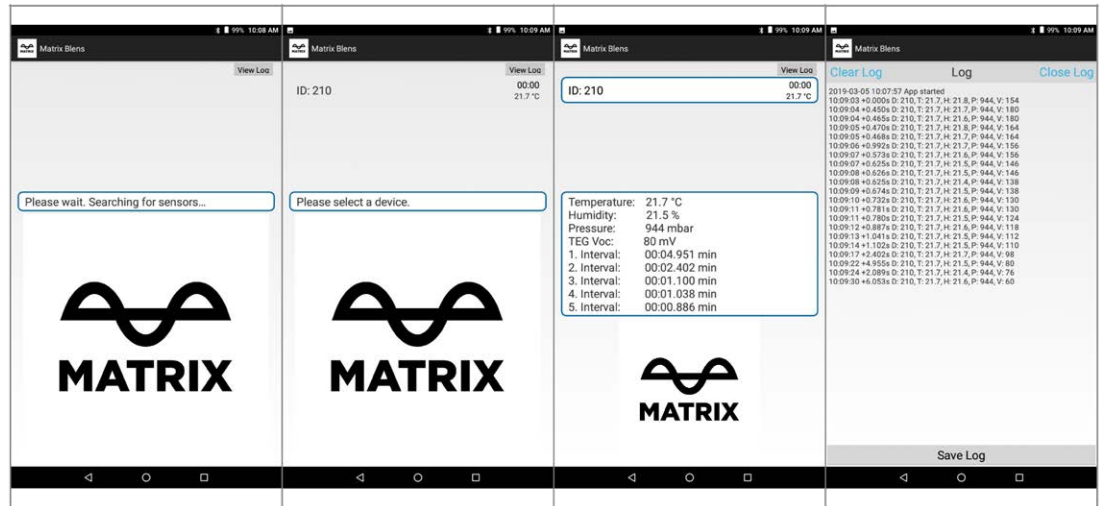 99% 10:08 AM
MATRIX Matrix Blens
View Log
Please wait. Searching for sensors...
MATRIX
99% 10:09 AM
MATRIX Matrix Blens
View Log
ID: 210
00:00
21.7 °C
Please select a device.
MATRIX
99% 10:09 AM
MATRIX Matrix Blens
View Log
ID: 210
00:00
21.7 °C
Temperature: 21.7 °C
Humidity: 21.5 %
Pressure: 944 mbar
TEG Voc: 80 mV
1. Interval: 00:04.951 min
2. Interval: 00:02.402 min
3. Interval: 00:01.100 min
4. Interval: 00:01.038 min
5. Interval: 00:00.886 min
MATRIX
99% 10:09 AM
MATRIX Matrix Blens
Clear Log Log Close Log
2019-03-05 10:07:57 App started
10:09:03 +0.000s D: 210, T: 21.7, H: 21.8, P: 944, V: 154
10:09:04 +0.450s D: 210, T: 21.7, H: 21.7, P: 944, V: 180
10:09:04 +0.465s D: 210, T: 21.7, H: 21.6, P: 944, V: 180
10:09:05 +0.470s D: 210, T: 21.7, H: 21.8, P: 944, V: 164
10:09:05 +0.468s D: 210, T: 21.7, H: 21.7, P: 944, V: 164
10:09:06 +0.992s D: 210, T: 21.7, H: 21.7, P: 944, V: 156
10:09:07 +0.573s D: 210, T: 21.7, H: 21.6, P: 944, V: 156
10:09:07 +0.625s D: 210, T: 21.7, H: 21.5, P: 944, V: 146
10:09:08 +0.626s D: 210, T: 21.7, H: 21.5, P: 944, V: 146
10:09:08 +0.625s D: 210, T: 21.7, H: 21.4, P: 944, V: 138
10:09:09 +0.674s D: 210, T: 21.7, H: 21.5, P: 944, V: 138
10:09:10 +0.732s D: 210, T: 21.7, H: 21.6, P: 944, V: 130
10:09:11 +0.781s D: 210, T: 21.7, H: 21.6, P: 944, V: 130
10:09:11 +0.780s D: 210, T: 21.7, H: 21.5, P: 944, V: 124
10:09:12 +0.887s D: 210, T: 21.7, H: 21.6, P: 944, V: 118
10:09:13 +1.041s D: 210, T: 21.7, H: 21.5, P: 944, V: 112
10:09:14 +1.102s D: 210, T: 21.7, H: 21.5, P: 944, V: 110
10:09:17 +2.402s D: 210, T: 21.7, H: 21.7, P: 944, V: 98
10:09:22 +4.955s D: 210, T: 21.7, H: 21.5, P: 944, V: 80
10:09:24 +2.089s D: 210, T: 21.7, H: 21.4, P: 944, V: 76
10:09:30 +6.053s D: 210, T: 21.7, H: 21.6, P: 944, V: 60
Save Log